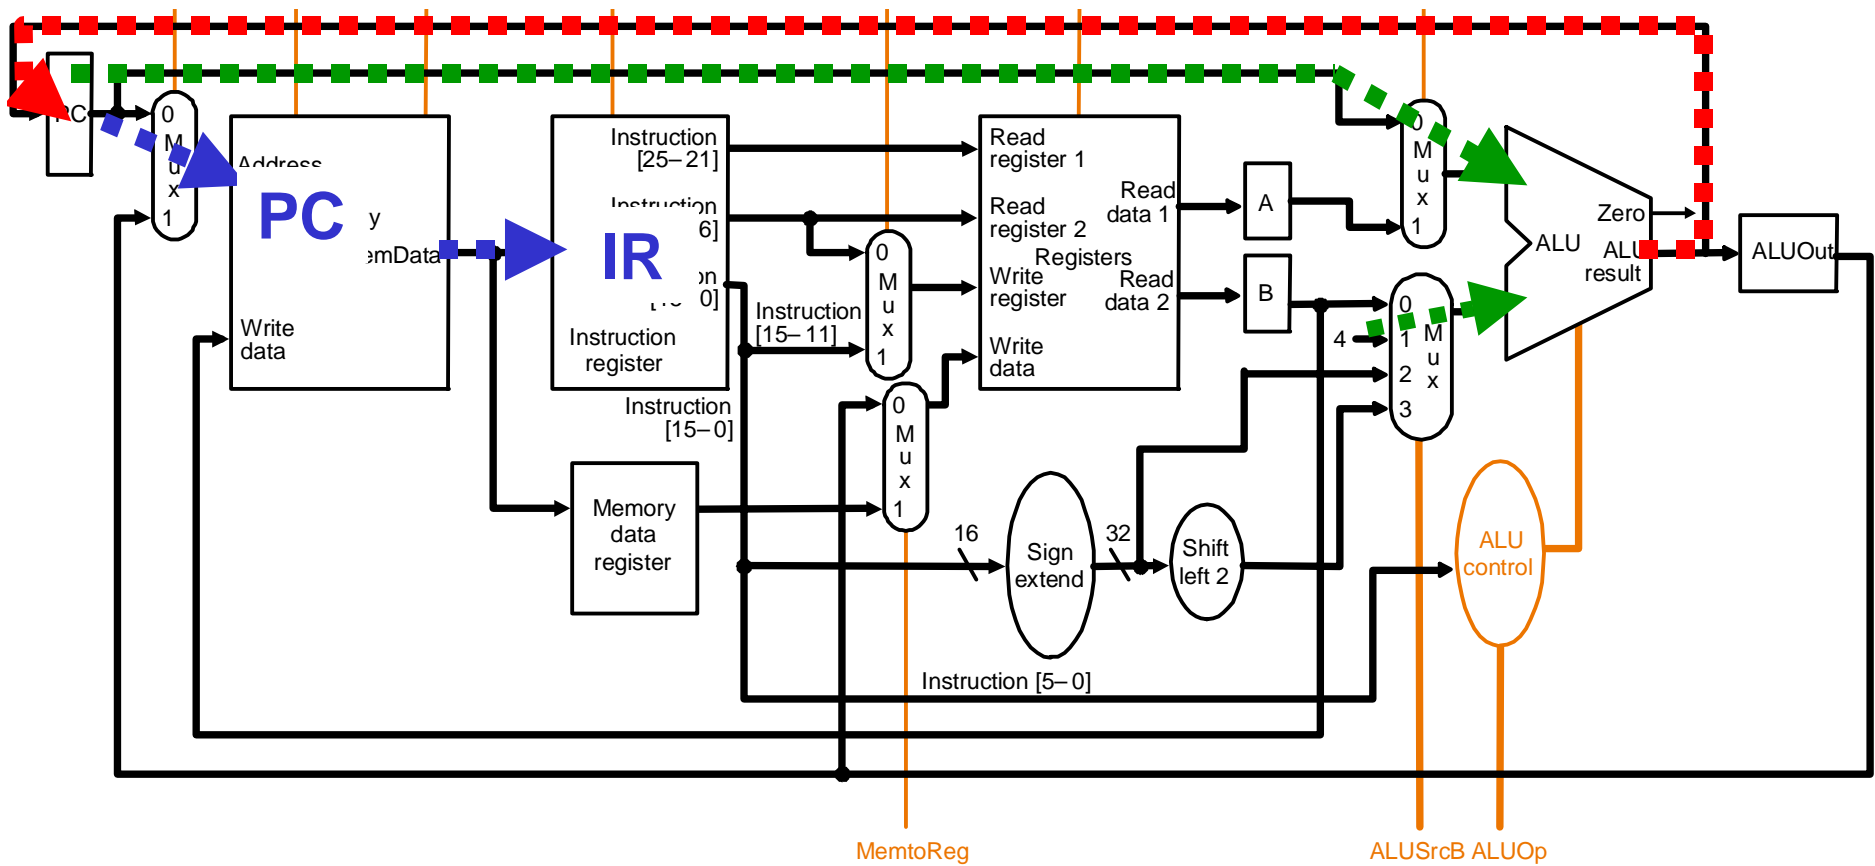 PC
0
M
u
x
1
Address
PC
y
emData
Write
data
Instruction
[25–21]
Instruction
6]
IR
on
0]
Instruction
register
Instruction
[15–11]
Instruction
[15–0]
0
M
u
x
1
0
M
u
x
1
Memory
data
register
Read
register 1
Read
register 2
Registers
Write
register
Write
data
Read
data 1
Read
data 2
A
B
16
Sign
extend
32
Shift
left 2
Instruction [5–0]
0
M
u
x
1
4
0
1
2
3
M
u
x
Zero
ALU
ALU
result
ALUOut
ALU
control
MemtoReg
ALUSrcB ALUOp